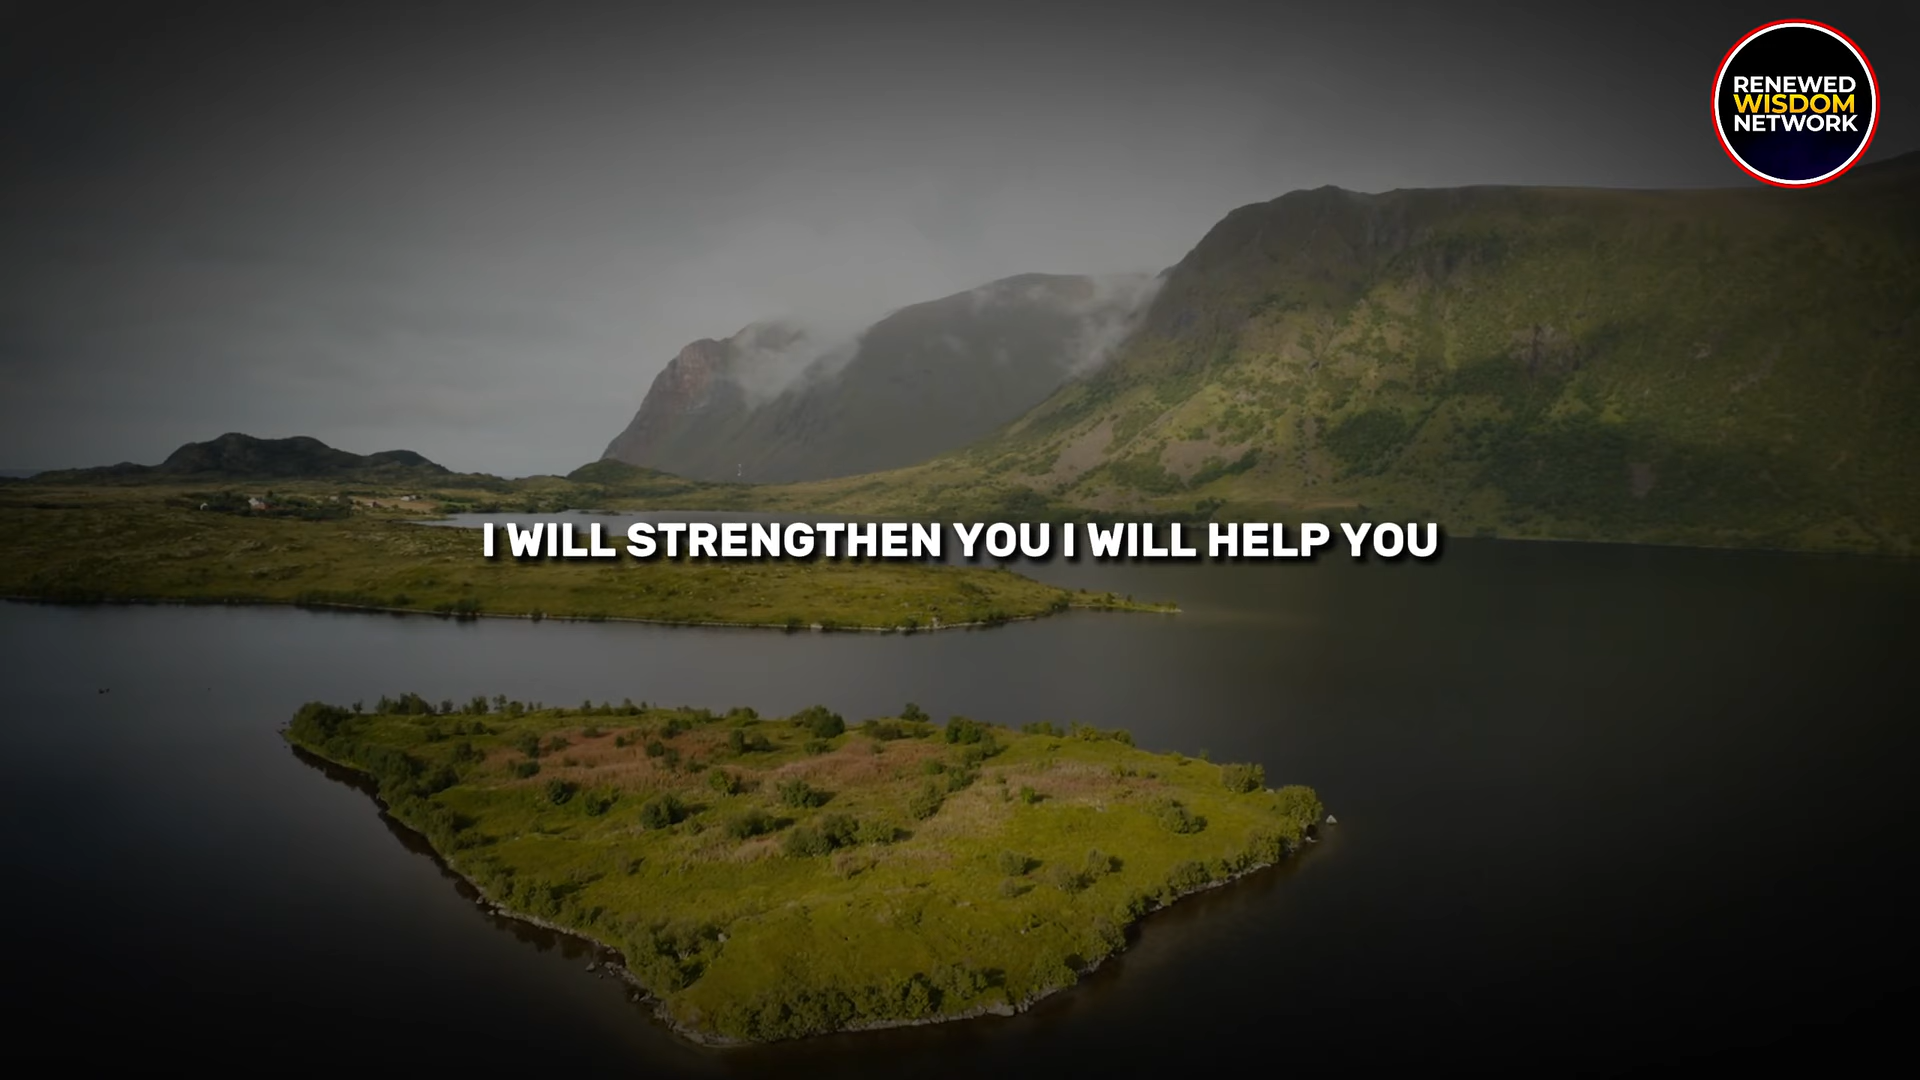 RENEWED
WISDOM
NETWORK
I WILL STRENGTHEN YOU I WILL HELP YOU